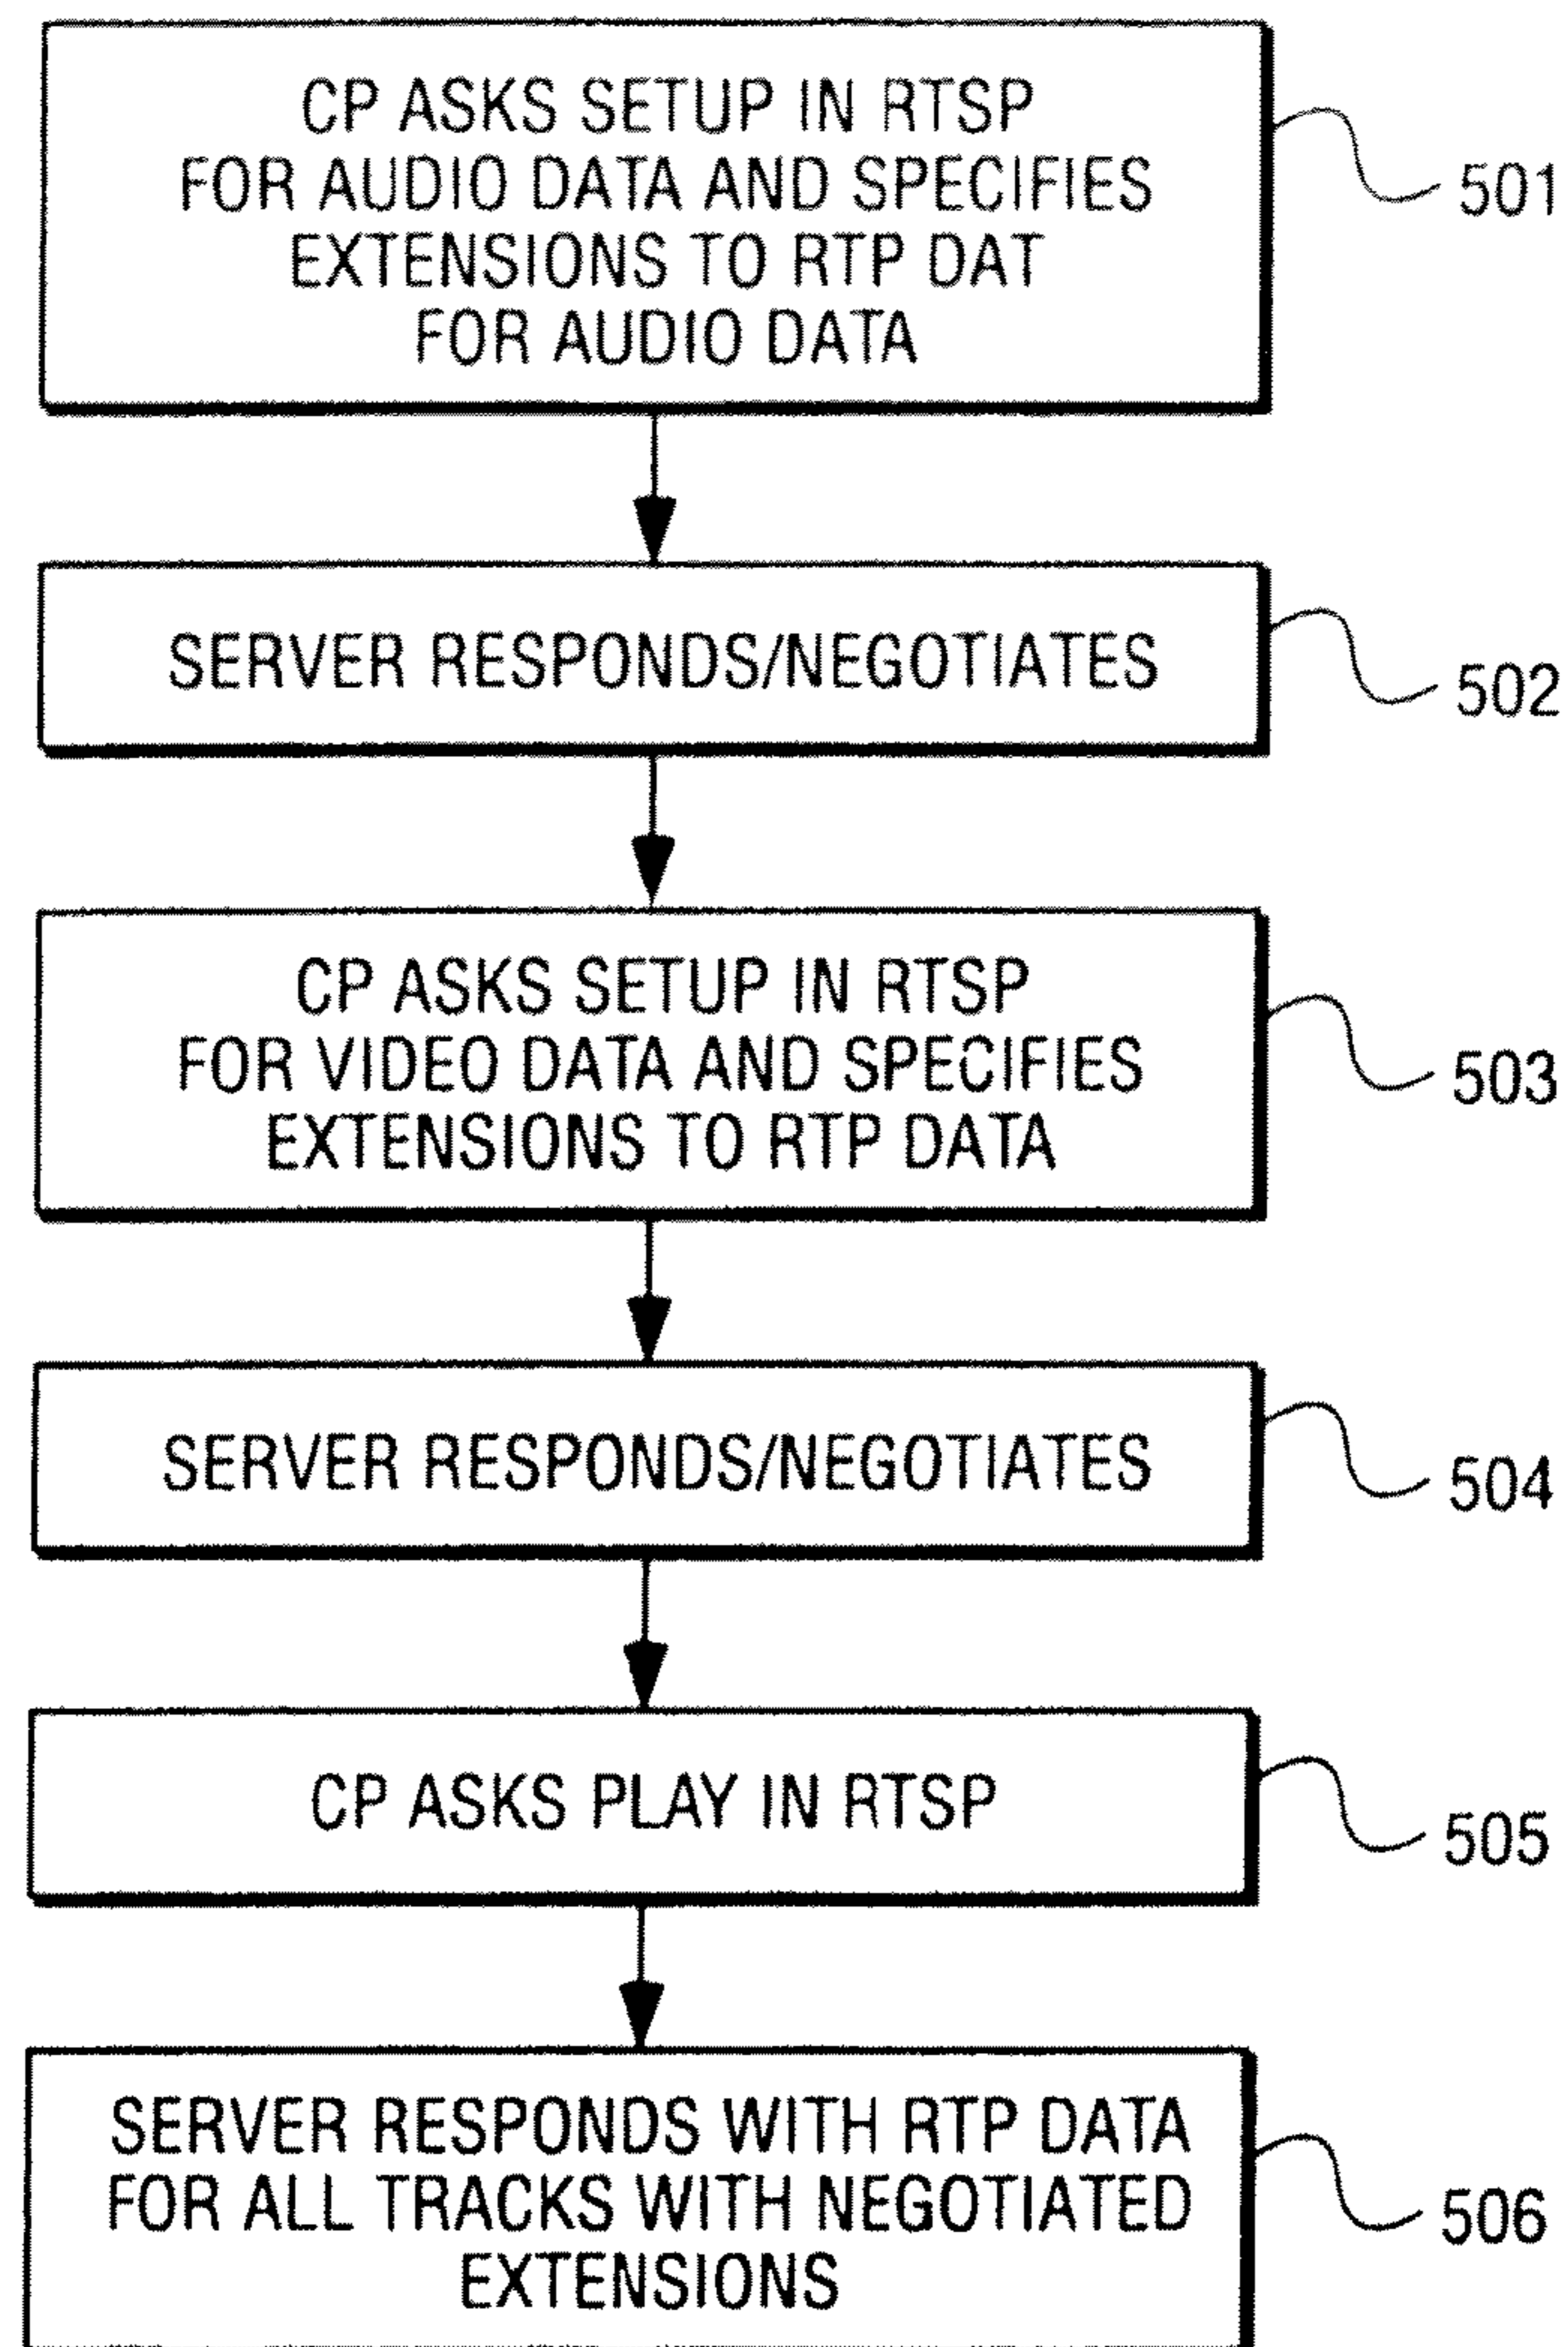 CP ASKS SETUP IN RTSP
FOR AUDIO DATA AND SPECIFIES
EXTENSIONS TO RTP DAT
FOR AUDIO DATA
501
SERVER RESPONDS/NEGOTIATES
502
CP ASKS SETUP IN RTSP
FOR VIDEO DATA AND SPECIFIES
EXTENSIONS TO RTP DATA
503
SERVER RESPONDS/NEGOTIATES
504
CP ASKS PLAY IN RTSP
505
SERVER RESPONDS WITH RTP DATA
FOR ALL TRACKS WITH NEGOTIATED
EXTENSIONS
506